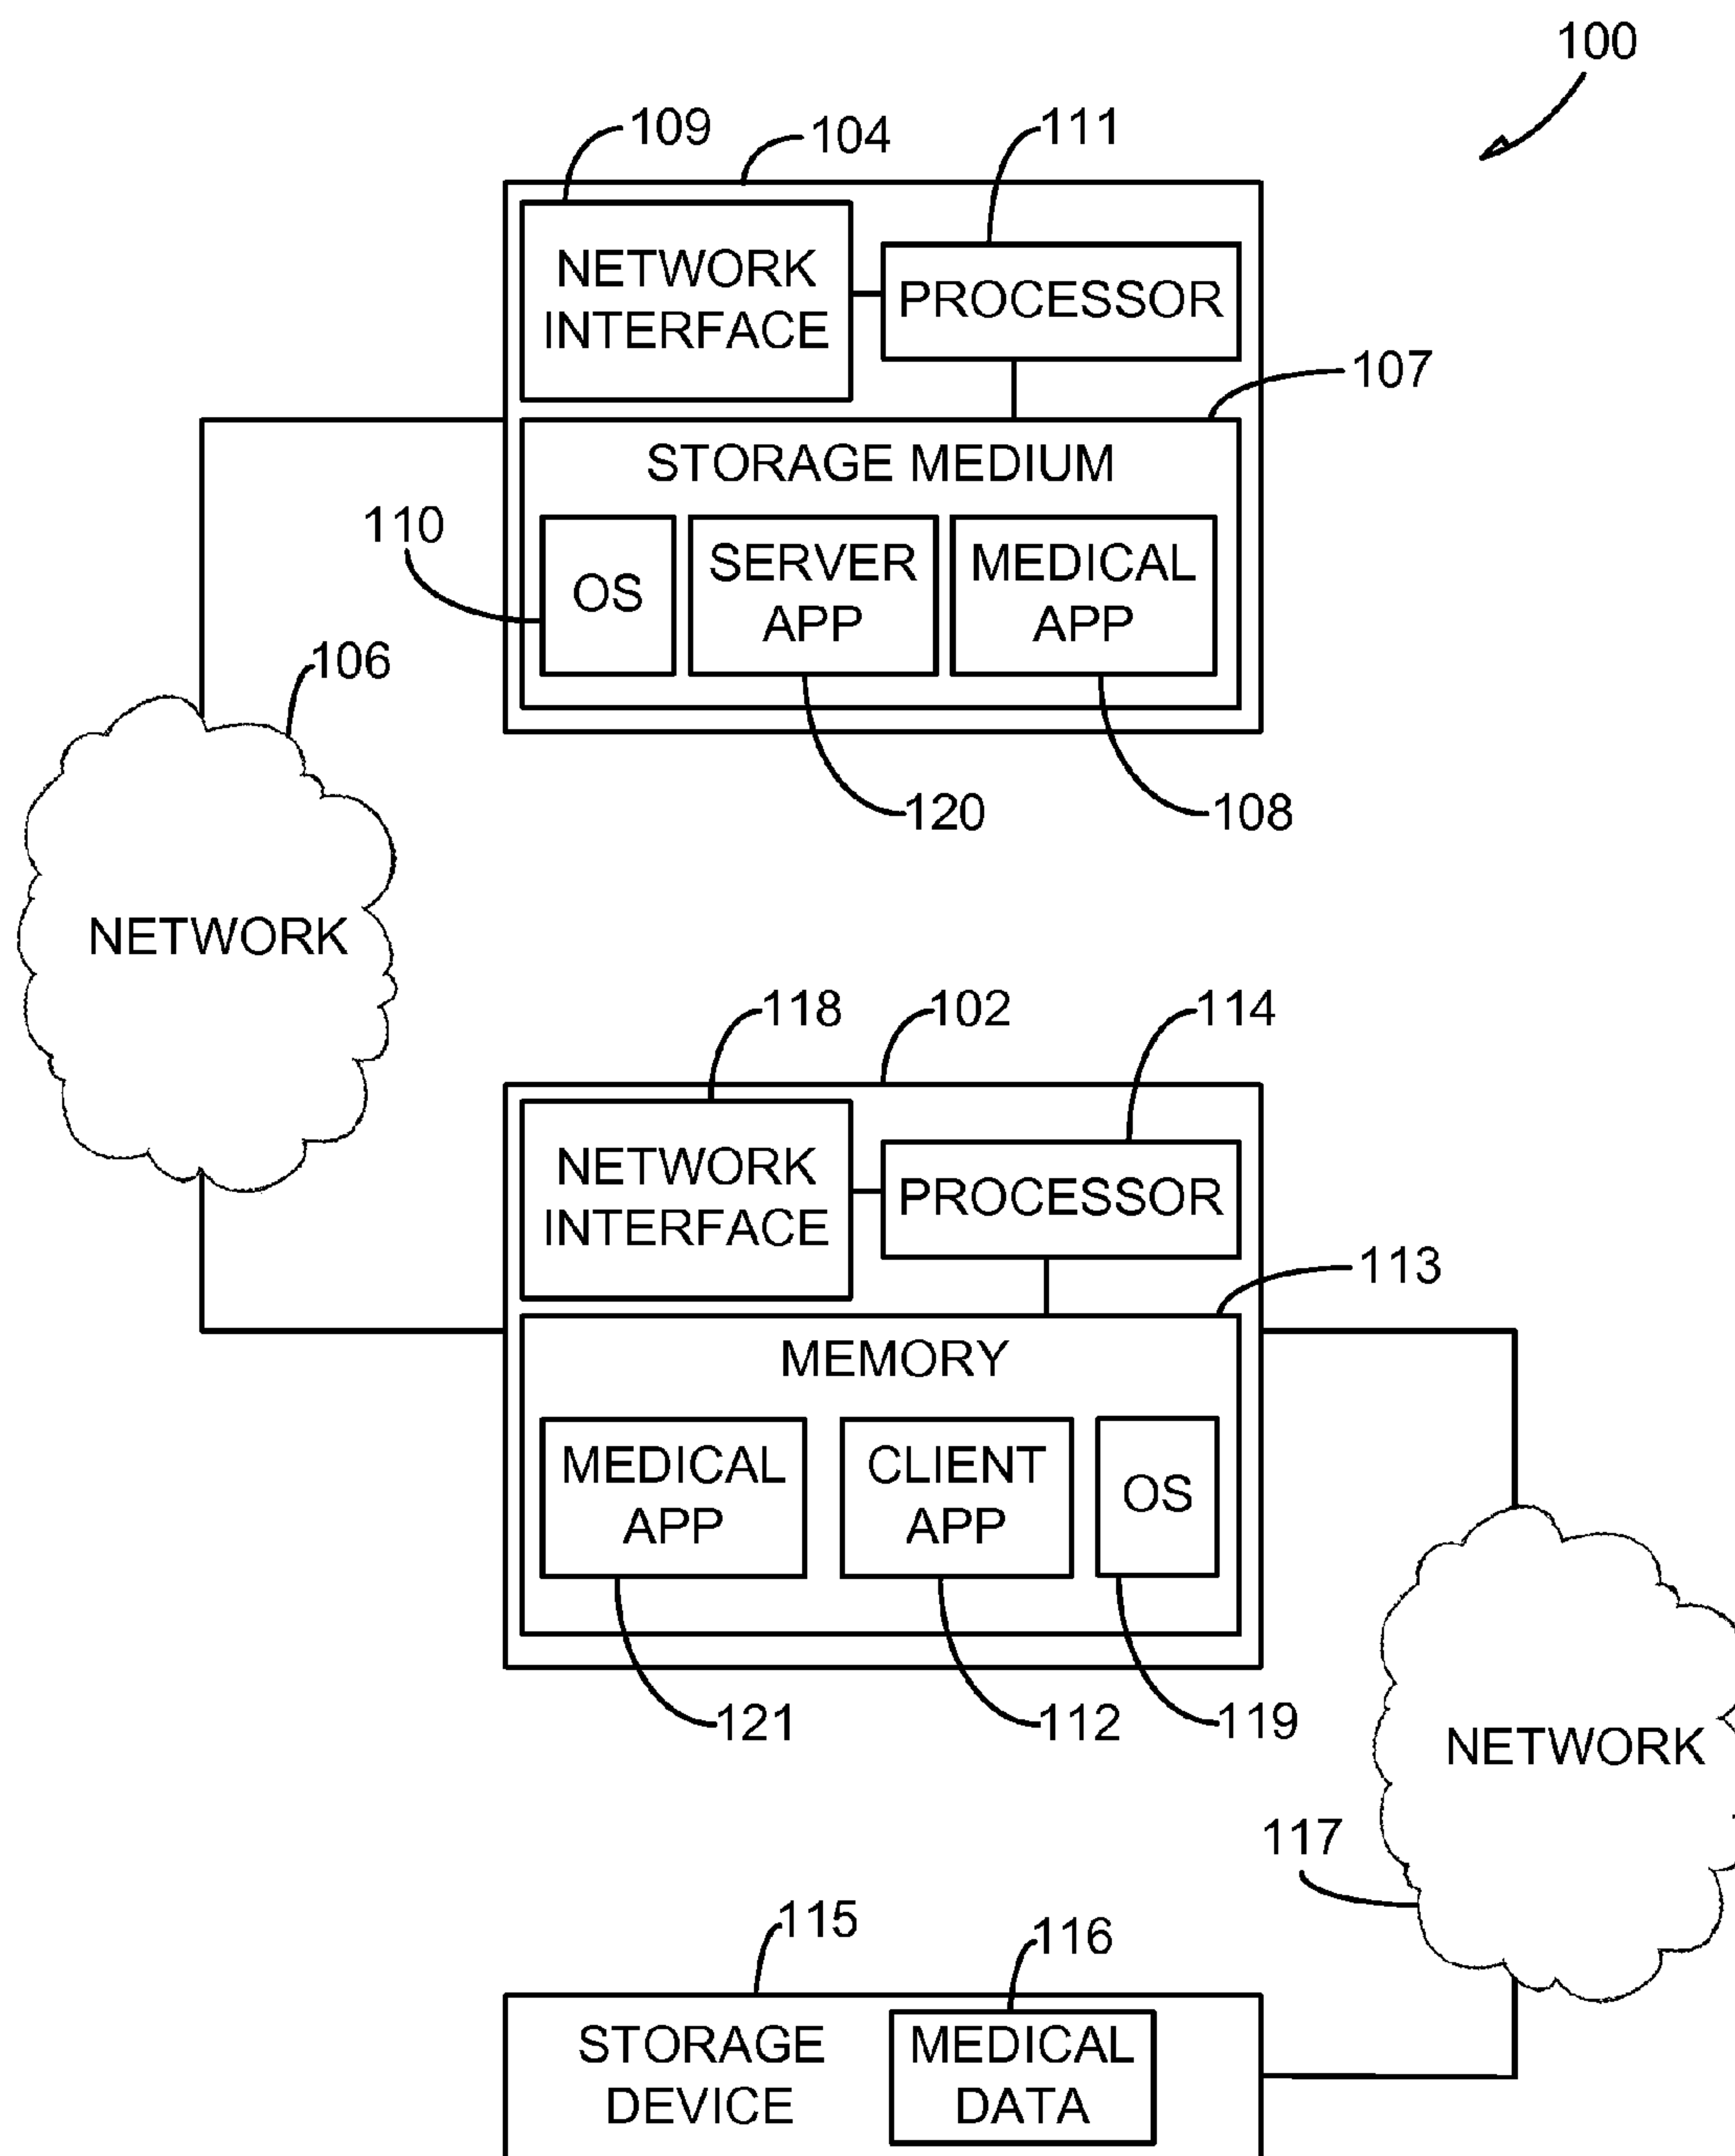 100
109
104
111
NETWORK
INTERFACE
PROCESSOR
107
STORAGE MEDIUM
110
OS
SERVER
APP
MEDICAL
APP
106
120
108
NETWORK
118
102
114
NETWORK
INTERFACE
PROCESSOR
113
MEMORY
MEDICAL
APP
CLIENT
APP
OS
121
112
119
NETWORK
117
115
116
STORAGE
DEVICE
MEDICAL
DATA